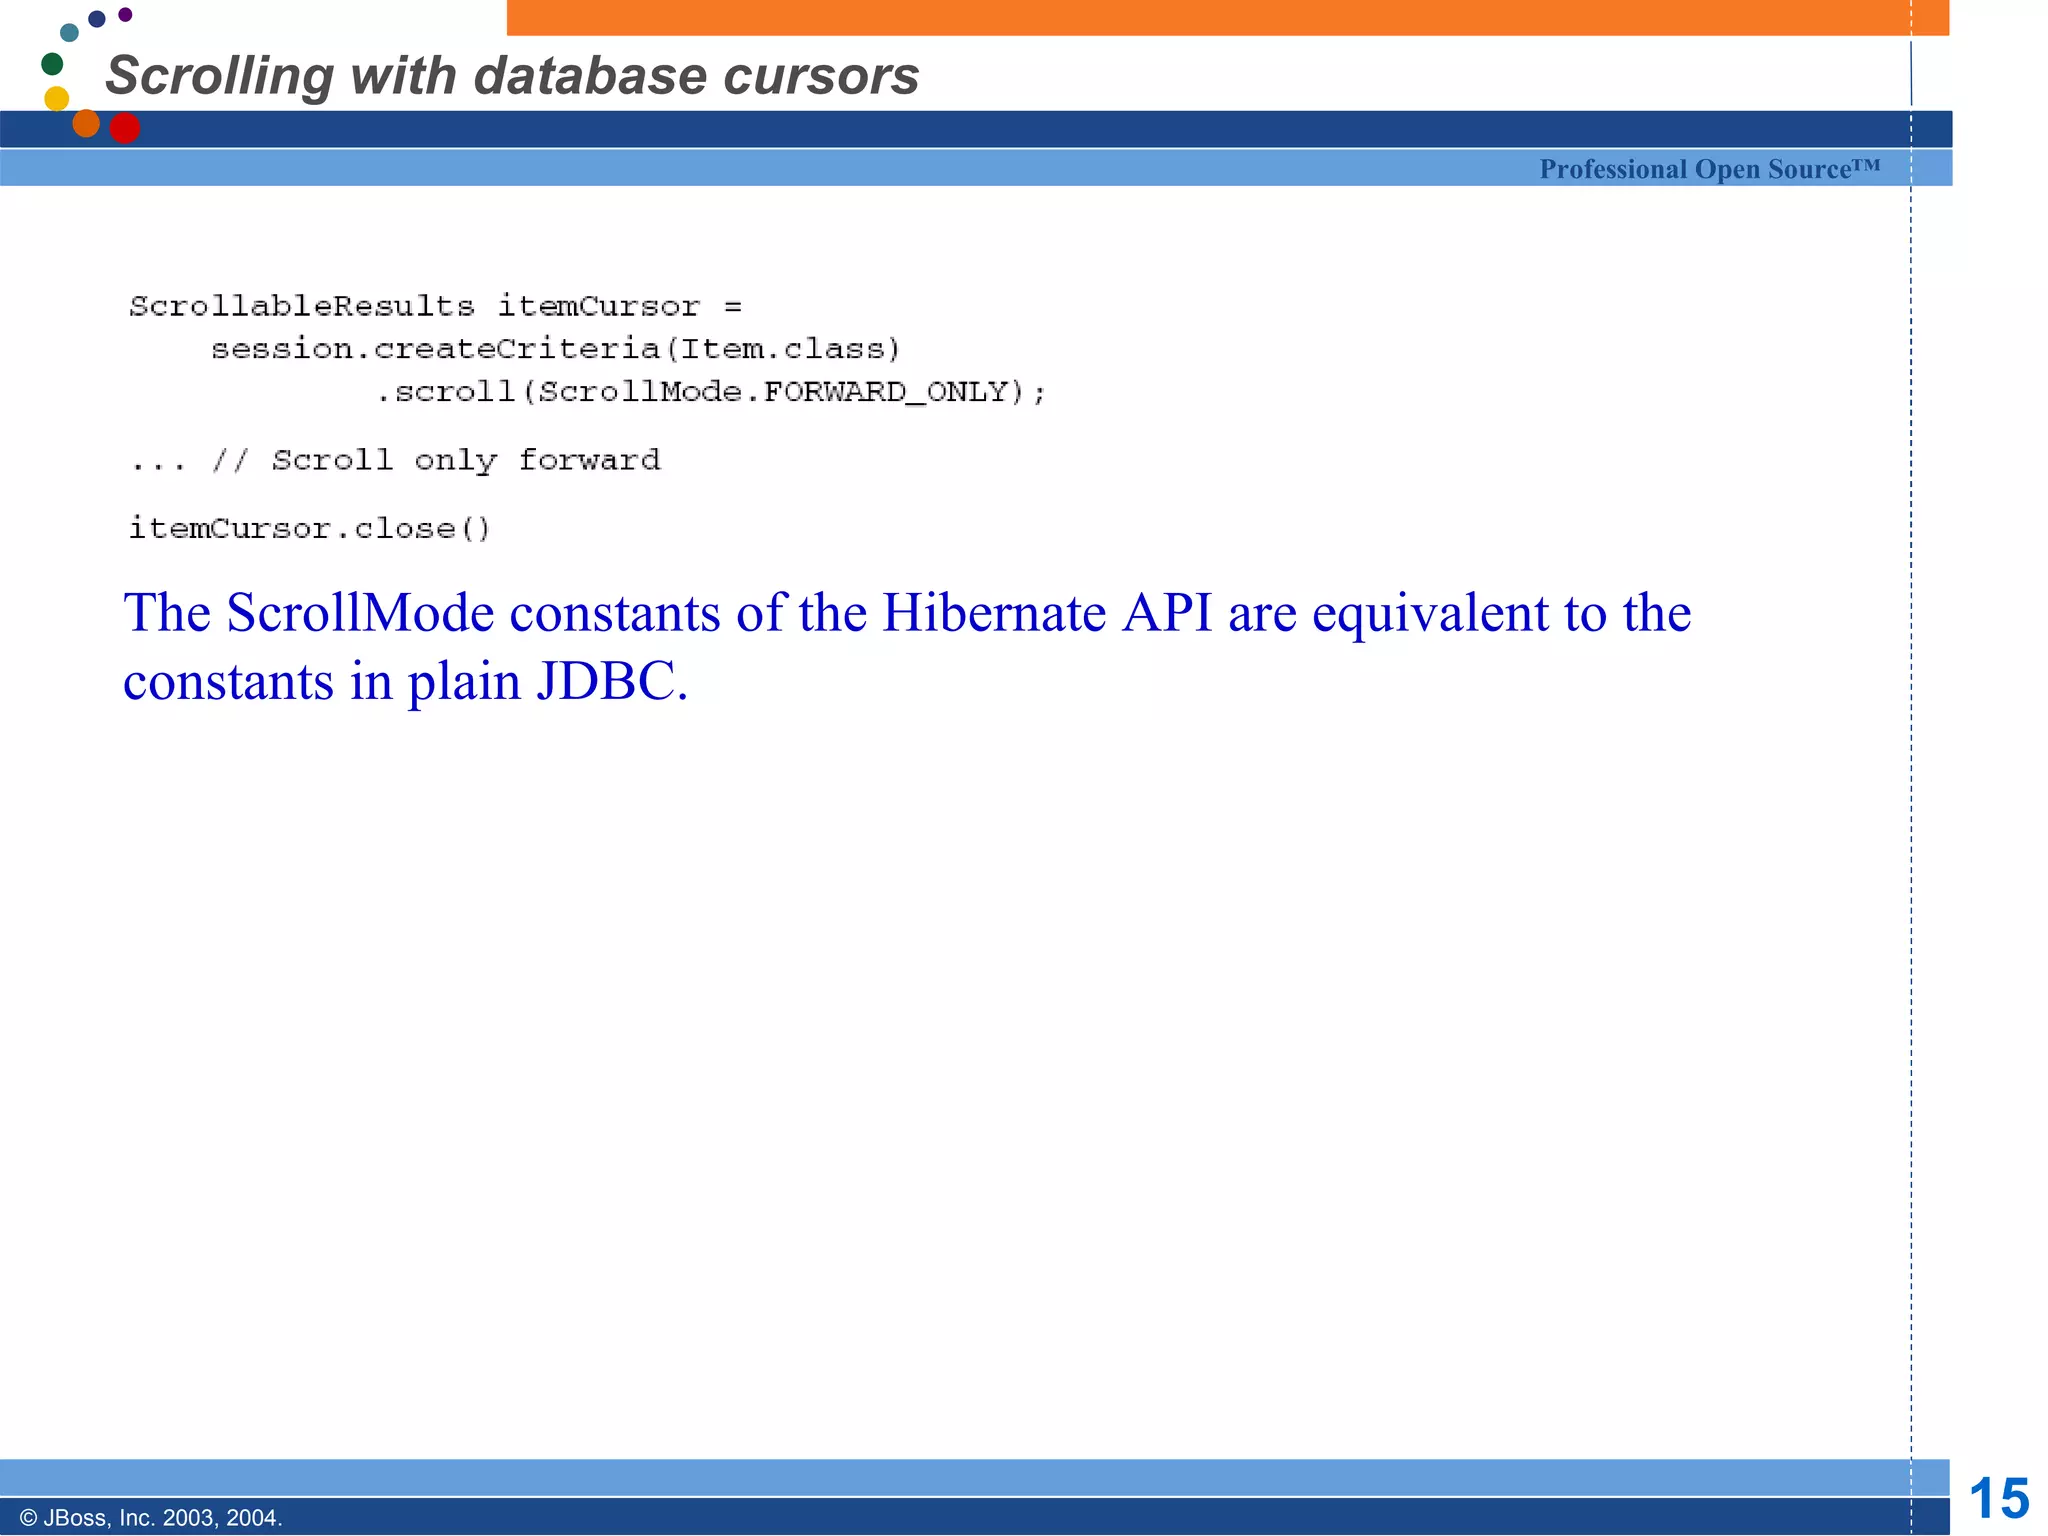 Scrolling with database cursors
Professional Open Source™
ScrollableResults itemCursor =
session.createCriteria(Item.class)
.scroll(ScrollMode.FORWARD_ONLY);
... // Scroll only forward
itemCursor.close()
The ScrollMode constants of the Hibernate API are equivalent to the
constants in plain JDBC.
© JBoss, Inc. 2003, 2004.
15